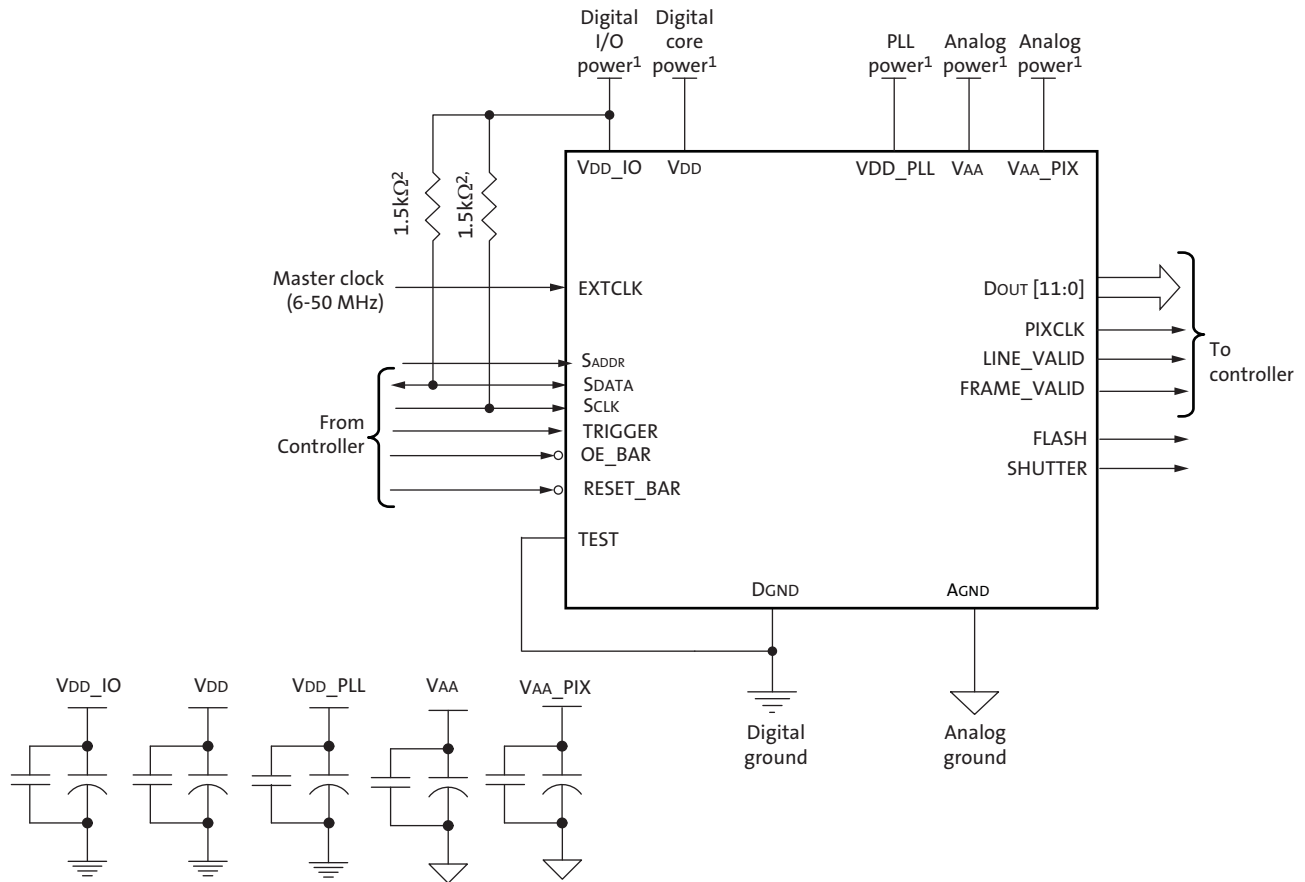 Digital
I/O
power¹
Digital
core
power¹
PLL
power¹
Analog
power¹
Analog
power¹
VDD_IO
VDD
VDD_PLL
VAA
VAA_PIX
1.5kΩ²
1.5kΩ²,
Master clock
(6-50 MHz)
EXTCLK
SADDR
SDATA
SCLK
TRIGGER
OE_BAR
RESET_BAR
TEST
From
Controller
DOUT [11:0]
PIXCLK
LINE_VALID
FRAME_VALID
FLASH
SHUTTER
To
controller
DGND
AGND
Digital
ground
Analog
ground
VDD_IO
VDD
VDD_PLL
VAA
VAA_PIX